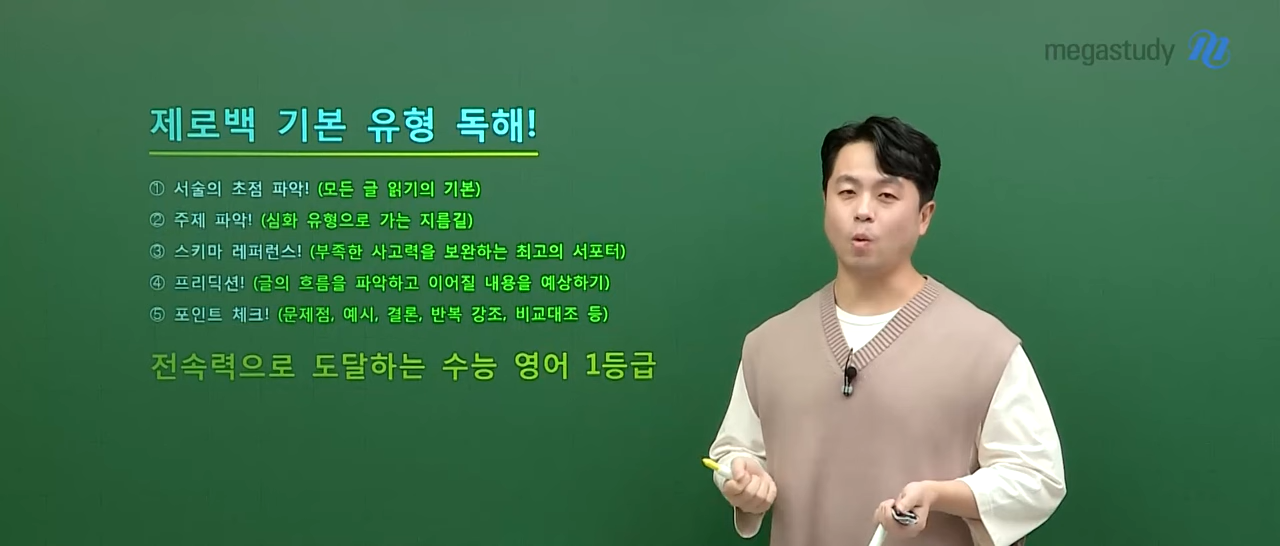 megastudy
제로백 기본 유형 독해!
① 서술의 초점 파악! (모든 글 읽기의 기본)
② 주제 파악! (심화 유형으로 가는 지름길)
③ 스키마 레퍼런스! (부족한 사고력을 보완하는 최고의 서포터)
④ 프리딕션! (글의 흐름을 파악하고 이어질 내용을 예상하기)
⑤ 포인트 체크! (문제점, 예시, 결론, 반복 강조, 비교대조 등)
전속력으로 도달하는 수능 영어 1등급